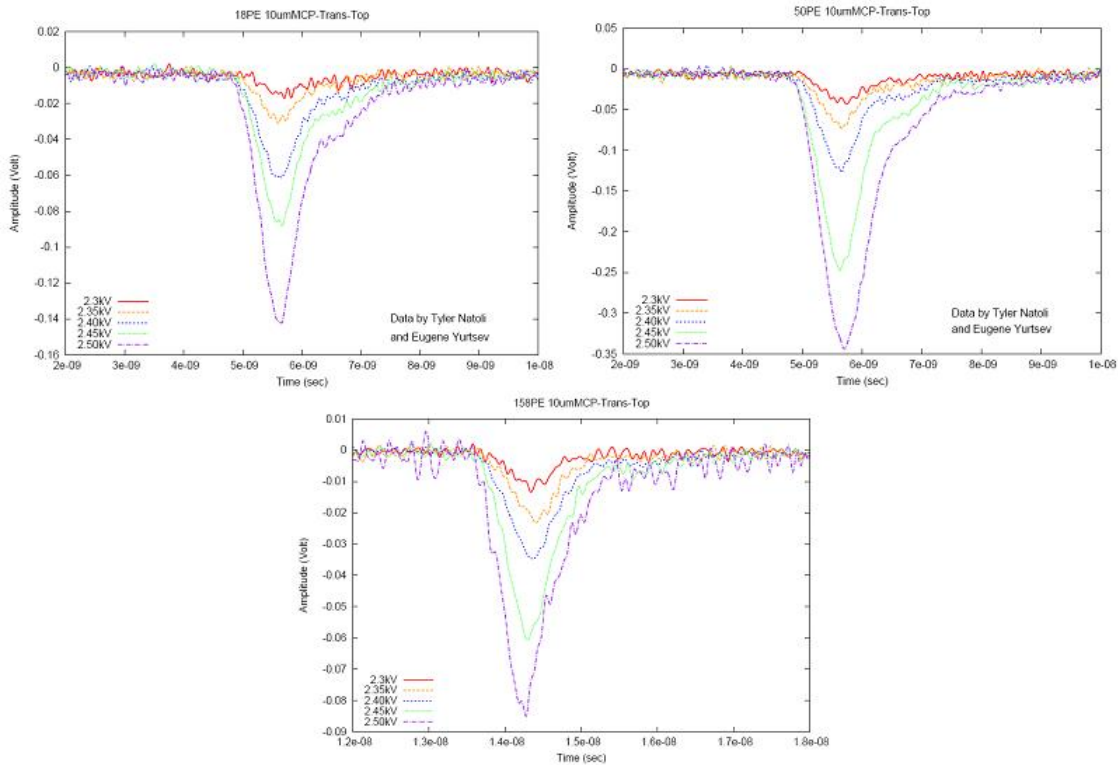 18PE 10umMCP-Trans-Top
0.02
0
-0.02
-0.04
-0.06
-0.08
-0.1
-0.12
-0.14
-0.16
Amplitude (Volt)
2.3kV
2.35kV
2.40kV
2.45kV
2.50kV
Data by Tyler Natoli
and Eugene Yurtsev
2e-09 3e-09 4e-09 5e-09 6e-09 7e-09 8e-09 9e-09 1e-08
Time (sec)
50PE 10umMCP-Trans-Top
0.05
0
-0.05
-0.1
-0.15
-0.2
-0.25
-0.3
-0.35
Amplitude (Volt)
2.3kV
2.35kV
2.40kV
2.45kV
2.50kV
Data by Tyler Natoli
and Eugene Yurtsev
2e-09 3e-09 4e-09 5e-09 6e-09 7e-09 8e-09 9e-09 1e-08
Time (sec)
158PE 10umMCP-Trans-Top
0.01
0
-0.01
-0.02
-0.03
-0.04
-0.05
-0.06
-0.07
-0.08
-0.09
Amplitude (Volt)
2.3kV
2.35kV
2.40kV
2.45kV
2.50kV
1.2e-08 1.3e-08 1.4e-08 1.5e-08 1.6e-08 1.7e-08 1.8e-08
Time (sec)